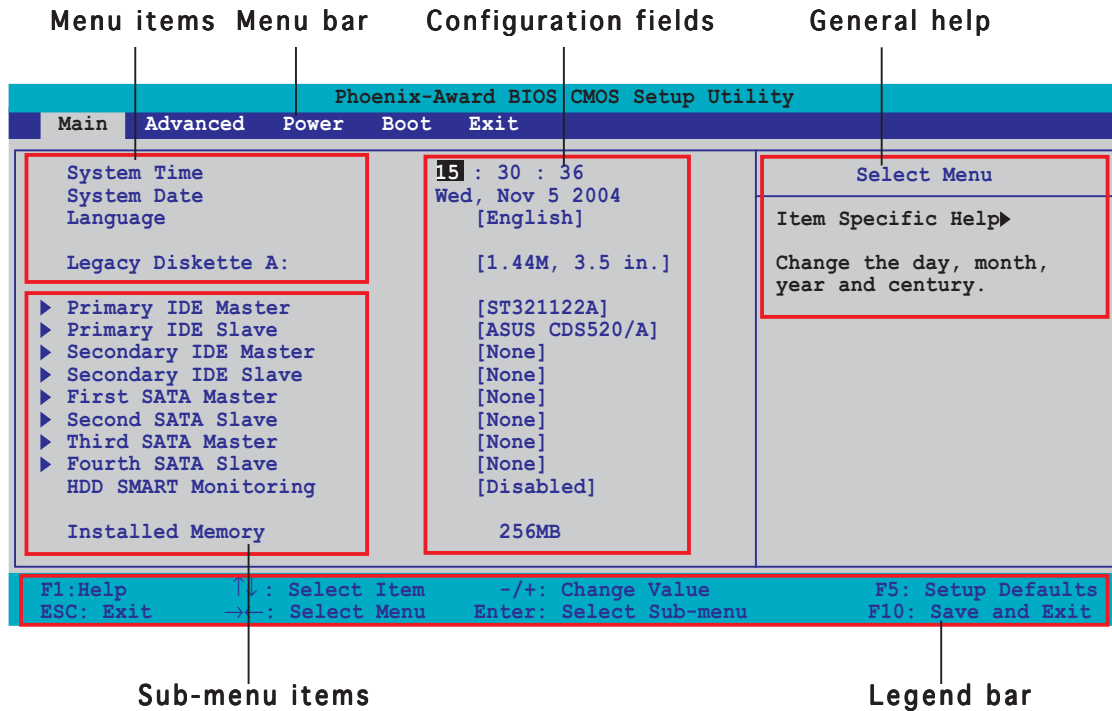 Menu items Menu bar Configuration fields General help
Phoenix-Award BIOS CMOS Setup Utility
Main Advanced Power Boot Exit
System Time 15 : 30 : 36
System Date Wed, Nov 5 2004
Language [English]
Legacy Diskette A: [1.44M, 3.5 in.]
Primary IDE Master [ST321122A]
Primary IDE Slave [ASUS CDS520/A]
Secondary IDE Master [None]
Secondary IDE Slave [None]
First SATA Master [None]
Second SATA Slave [None]
Third SATA Master [None]
Fourth SATA Slave [None]
HDD SMART Monitoring [Disabled]
Installed Memory 256MB
Select Menu
Item Specific Help▶
Change the day, month,
year and century.
F1:Help ↑↓: Select Item -/+: Change Value F5: Setup Defaults
ESC: Exit →←: Select Menu Enter: Select Sub-menu F10: Save and Exit
Sub-menu items Legend bar